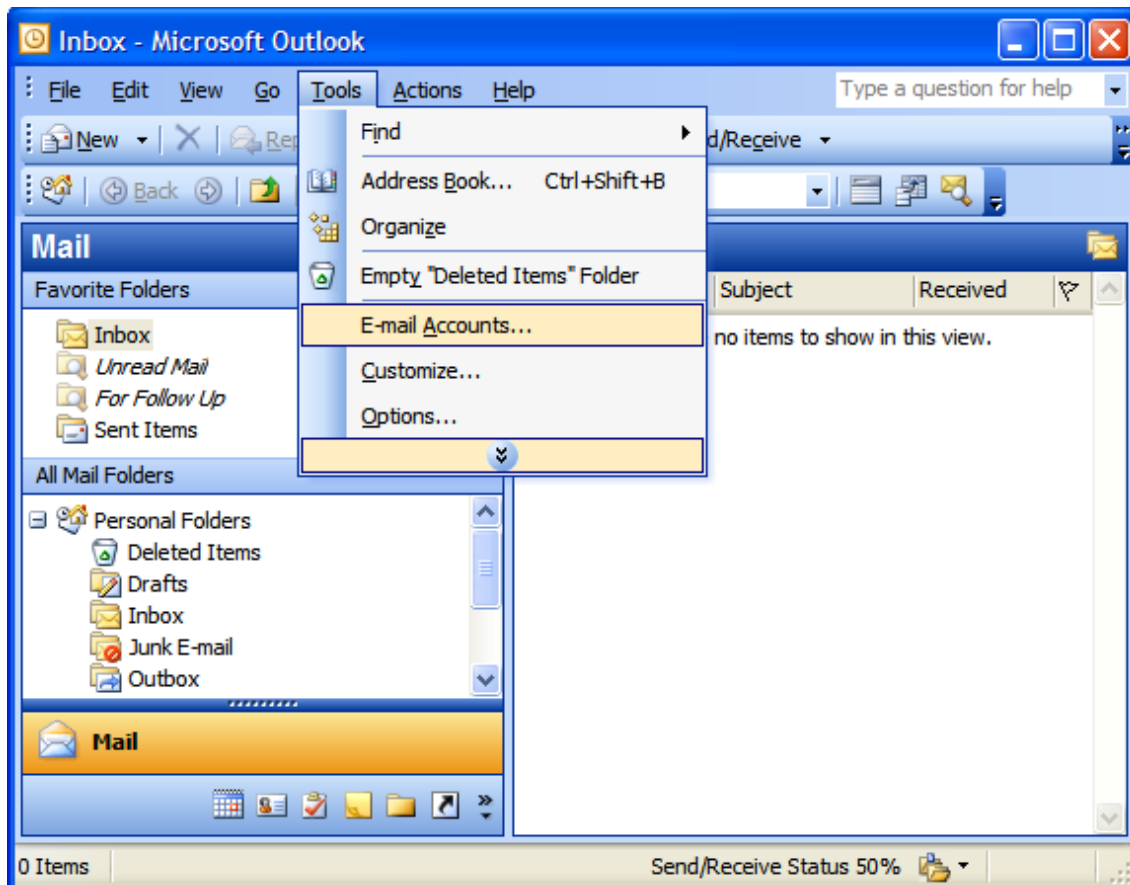 Inbox - Microsoft Outlook
File Edit View Go Tools Actions Help Type a question for help
New Rep d/Receive
Back
Find
Address Book... Ctrl+Shift+B
Organize
Empty "Deleted Items" Folder
E-mail Accounts...
Customize...
Options...
Mail
Favorite Folders
Inbox
Unread Mail
For Follow Up
Sent Items
All Mail Folders
Personal Folders
Deleted Items
Drafts
Inbox
Junk E-mail
Outbox
Mail
Subject Received
no items to show in this view.
0 Items Send/Receive Status 50%